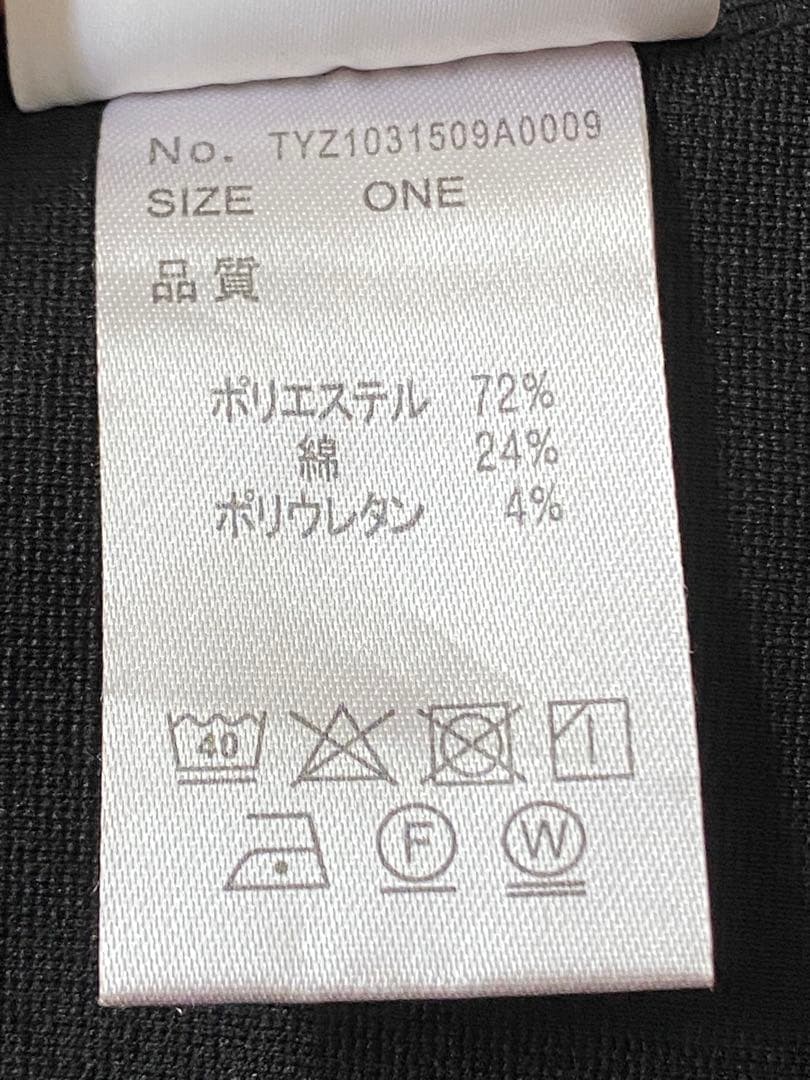 No. TYZ1031509A0009
SIZE ONE
品質
ポリエステル 72%
綿 24%
ポリウレタン 4%
40
F W